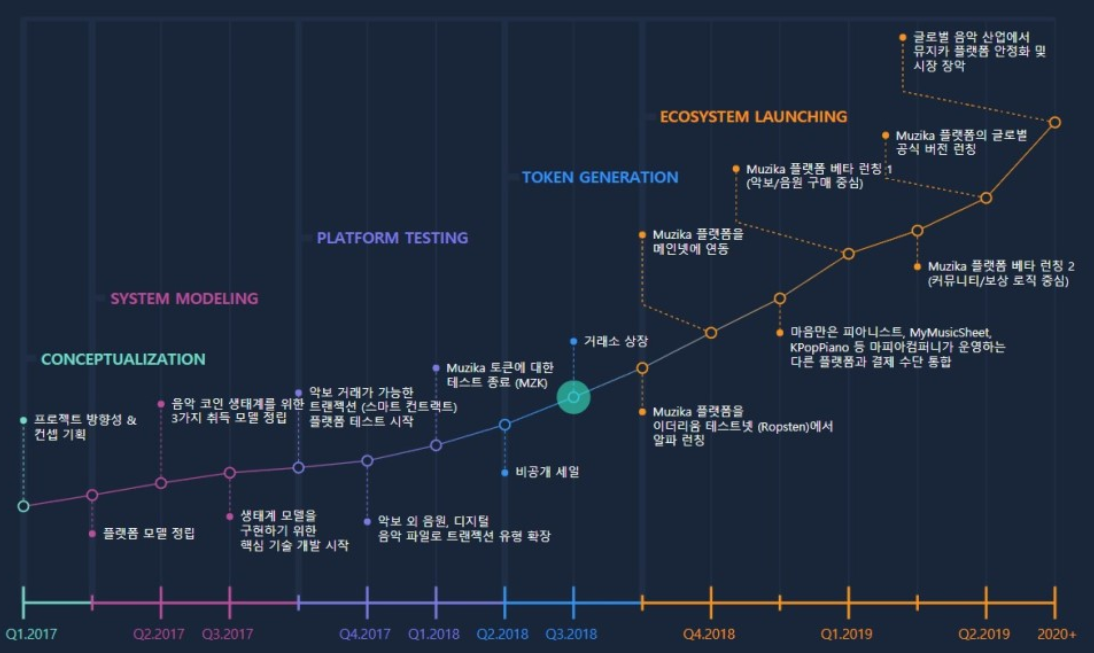 글로벌 음악 산업에서
뮤지카 플랫폼 안정화 및
시장 장악
ECOSYSTEM LAUNCHING
Muzika 플랫폼의 글로벌
공식 버전 런칭
Muzika 플랫폼 베타 런칭 1
(악보/음원 구매 중심)
TOKEN GENERATION
Muzika 플랫폼을
메인넷에 연동
PLATFORM TESTING
Muzika 플랫폼 베타 런칭 2
(커뮤니티/보상 로직 중심)
SYSTEM MODELING
마음만은 피아니스트, MyMusicSheet,
KPopPiano 등 마피아컴퍼니가 운영하는
다른 플랫폼과 결제 수단 통합
거래소 상장
CONCEPTUALIZATION
Muzika 토큰에 대한
테스트 종료 (MZK)
악보 거래가 가능한
트랜젝션 (스마트 컨트랙트)
플랫폼 테스트 시작
음악 코인 생태계를 위한
3가지 취득 모델 정립
프로젝트 방향성 &
컨셉 기획
Muzika 플랫폼을
이더리움 테스트넷 (Ropsten)에서
알파 런칭
비공개 세일
플랫폼 모델 정립
생태계 모델을
구현하기 위한
핵심 기술 개발 시작
악보 외 음원, 디지털
음악 파일로 트랜젝션 유형 확장
Q1.2017 Q2.2017 Q3.2017 Q4.2017 Q1.2018 Q2.2018 Q3.2018 Q4.2018 Q1.2019 Q2.2019 2020+